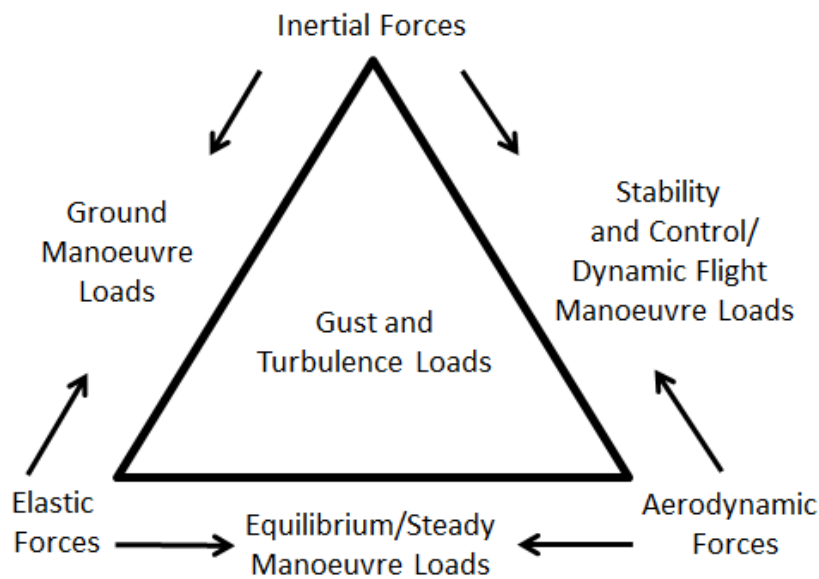 Inertial Forces
Ground
Manoeuvre
Loads
Stability
and Control/
Dynamic Flight
Manoeuvre Loads
Gust and
Turbulence Loads
Elastic
Forces
Equilibrium/Steady
Manoeuvre Loads
Aerodynamic
Forces